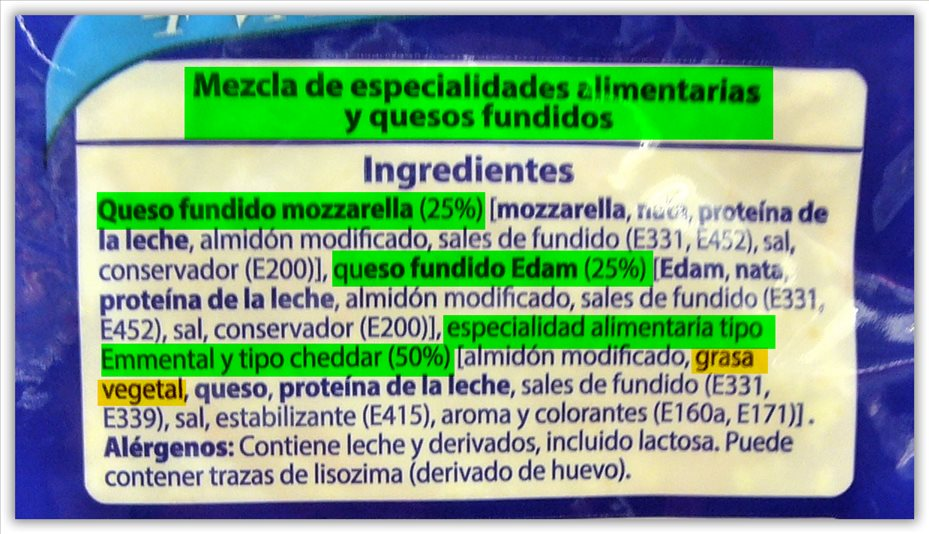 Mezcla de especialidades alimentarias
y quesos fundidos
Ingredientes
Queso fundido mozzarella (25%) [mozzarella, nata, proteína de
la leche, almidón modificado, sales de fundido (E331, E452), sal,
conservador (E200)], queso fundido Edam (25%) [Edam, nata,
proteína de la leche, almidón modificado, sales de fundido (E331,
E452), sal, conservador (E200)], especialidad alimentaria tipo
Emmental y tipo cheddar (50%) [almidón modificado, grasa
vegetal, queso, proteína de la leche, sales de fundido (E331,
E339), sal, estabilizante (E415), aroma y colorantes (E160a, E171)] .
Alérgenos: Contiene leche y derivados, incluido lactosa. Puede
contener trazas de lisozima (derivado de huevo).